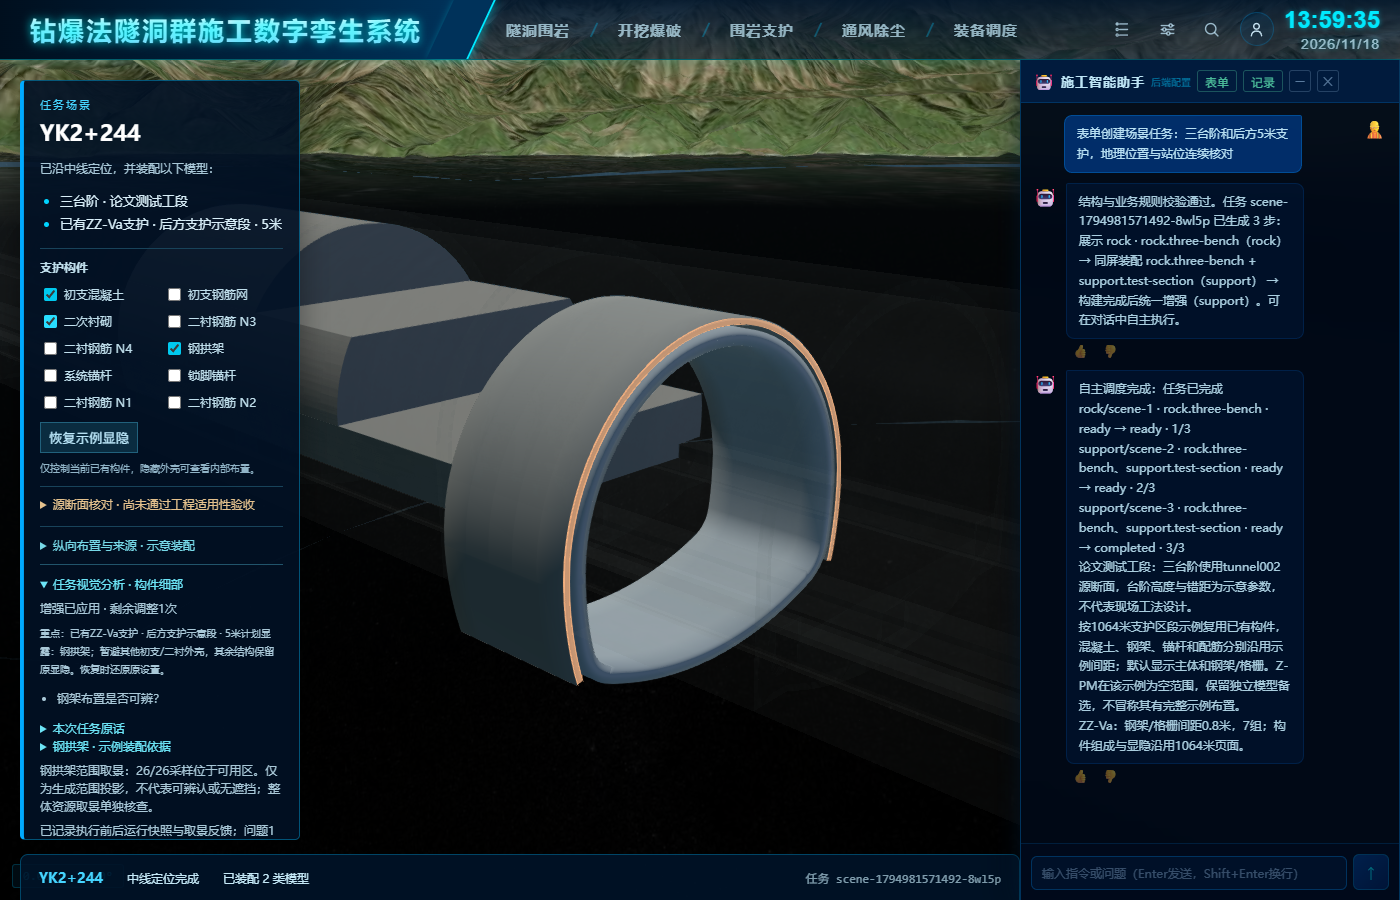 钻爆法隧洞群施工数字孪生系统
隧洞围岩 / 开挖爆破 / 围岩支护 / 通风除尘 / 装备调度
13:59:35
2026/11/18
任务场景
YK2+244
已沿中线定位，并装配以下模型：
三台阶 · 论文测试工段
已有ZZ-Va支护 · 后方支护示意段 · 5米
支护构件
初支混凝土 初支钢筋网
二次衬砌 二衬钢筋 N3
二衬钢筋 N4 钢拱架
系统锚杆 锁脚锚杆
二衬钢筋 N1 二衬钢筋 N2
恢复示例显隐
仅控制当前已有构件，隐藏外壳可查看内部布置。
源断面核对 · 尚未通过工程适用性验收
纵向布置与来源 · 示意装配
任务视觉分析 · 构件细部
增强已应用 · 剩余调整1次
重点：已有ZZ-Va支护 · 后方支护示意段 · 5米计划显
露：钢拱架；暂避其他初支/二衬外壳，其余结构保留
原显隐。恢复时还原原设置。
钢架布置是否可辨？
本次任务原话
钢拱架 · 示例装配依据
钢拱架范围取景：26/26采样位于可用区。仅
为生成范围投影，不代表可辨认或无遮挡；整
体资源取景单独核查。
已记录执行前后运行快照与取景反馈；问题1
YK2+244 中线定位完成 已装配 2 类模型 任务 scene-1794981571492-8wl5p
施工智能助手 后端配置 表单 记录
表单创建场景任务：三台阶和后方5米支
护，地理位置与站位连续核对
结构与业务规则校验通过。任务 scene-
1794981571492-8wl5p 已生成 3 步：
展示 rock · rock.three-bench（rock）
→ 同屏装配 rock.three-bench +
support.test-section（support） →
构建完成后统一增强（support）。可
在对话中自主执行。
自主调度完成：任务已完成
rock/scene-1 · rock.three-bench ·
ready → ready · 1/3
support/scene-2 · rock.three-
bench、support.test-section · ready
→ ready · 2/3
support/scene-3 · rock.three-
bench、support.test-section · ready
→ completed · 3/3
论文测试工段：三台阶使用tunnel002
源断面，台阶高度与错距为示意参数，
不代表现场工法设计。
按1064米支护区段示例复用已有构件，
混凝土、钢架、锚杆和配筋分别沿用示
例间距；默认显示主体和钢架/格栅。Z-
PM在该示例为空范围，保留独立模型备
选，不冒称其有完整示例布置。
ZZ-Va：钢架/格栅间距0.8米，7组；构
件组成与显隐沿用1064米页面。
输入指令或问题（Enter发送，Shift+Enter换行）